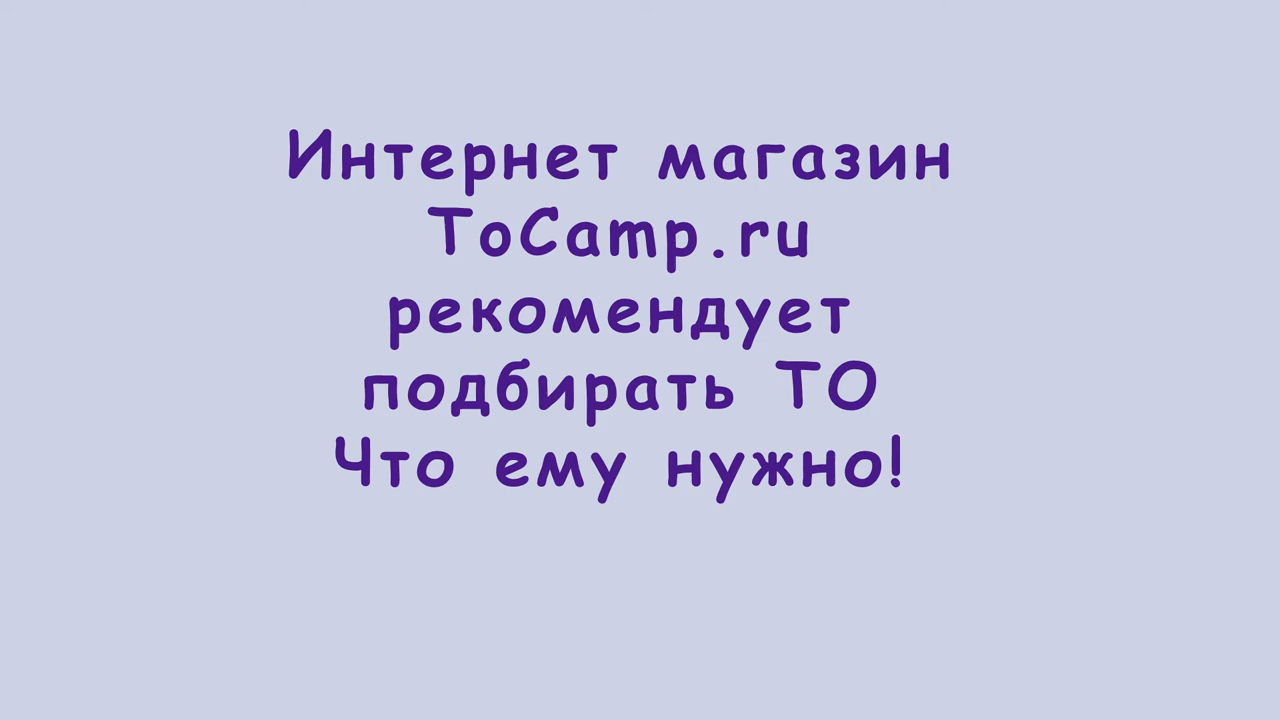 Интернет магазин
ToCamp.ru
рекомендует
подбирать ТО
Что ему нужно!